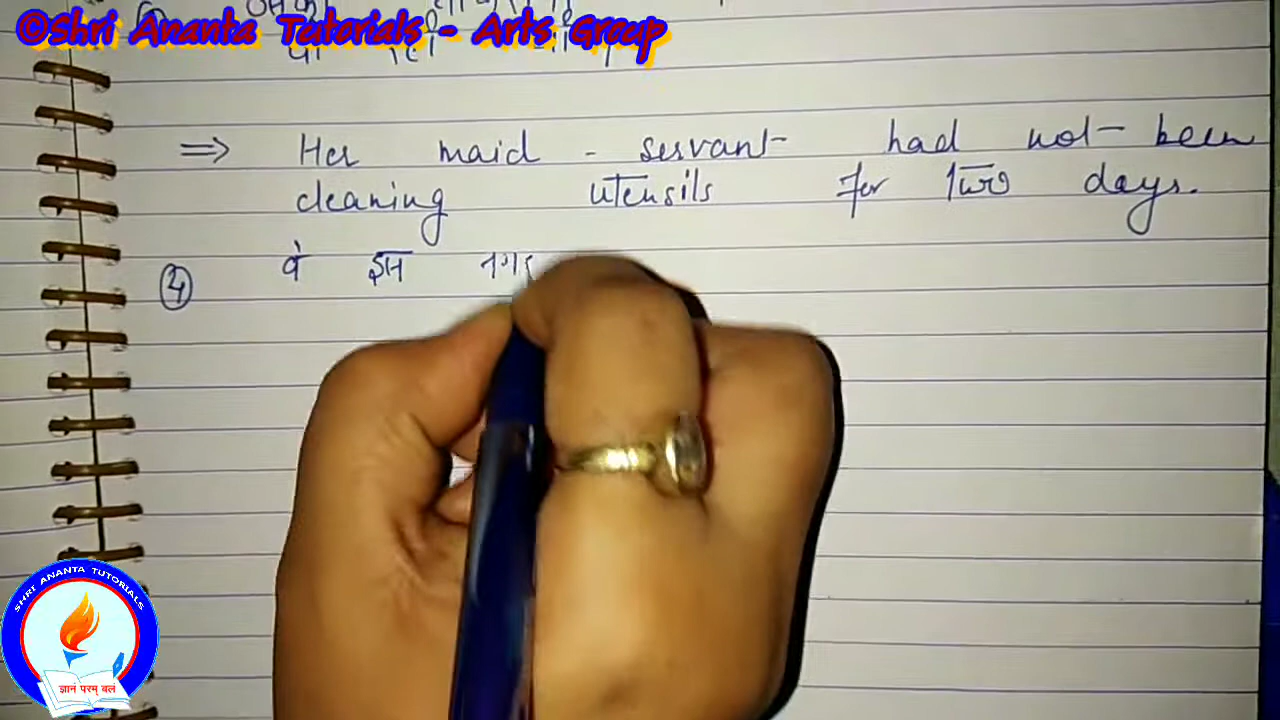 ©Shri Ananta Tutorials - Arts Group
⇒ Her maid - servant had not been
cleaning utensils for two days.
④ वे इस नगर
SHRI ANANTA TUTORIALS
ज्ञानं परमं बलं